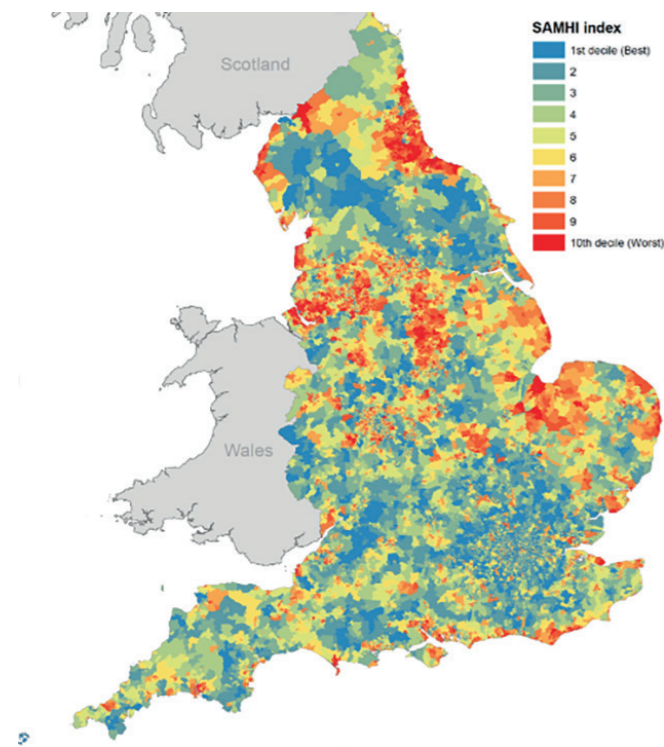 SAMHI index
1st decile (Best)
2
3
4
5
6
7
8
9
10th decile (Worst)
Scotland
Wales